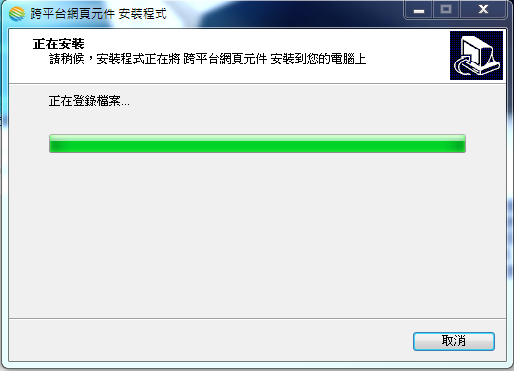 跨平台網頁元件 安裝程式
正在安裝
請稍候，安裝程式正在將 跨平台網頁元件 安裝到您的電腦上
正在登錄檔案...
取消